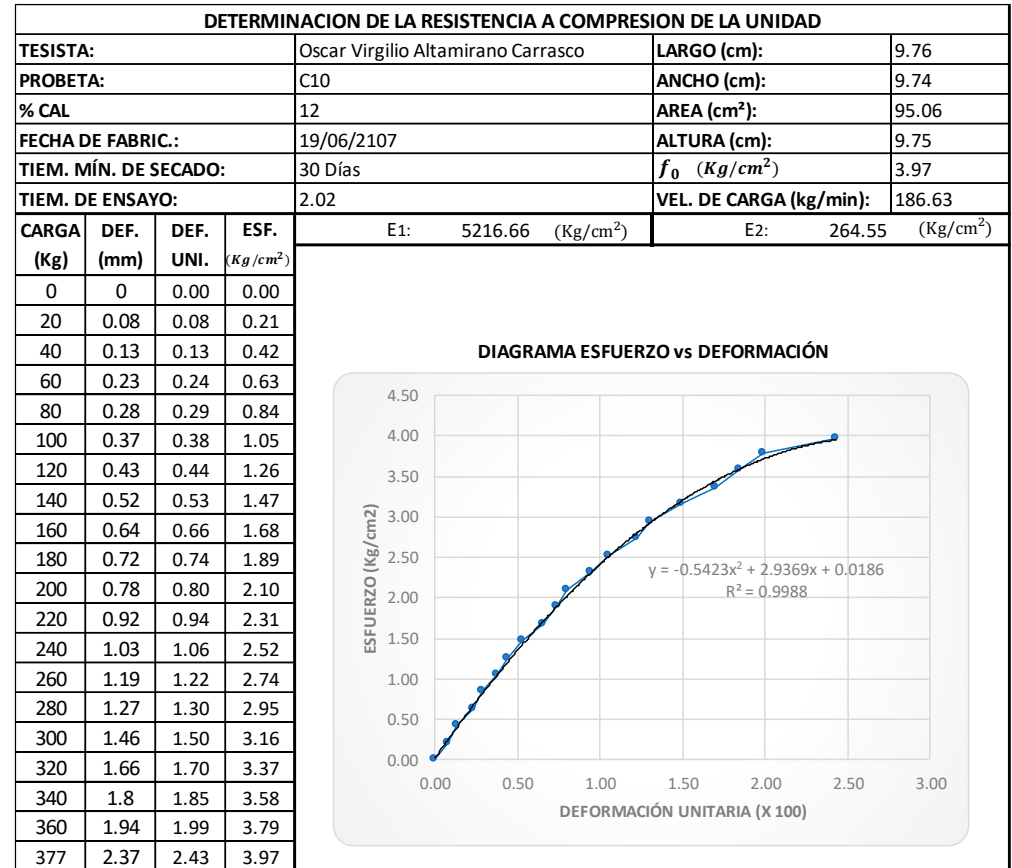 DETERMINACION DE LA RESISTENCIA A COMPRESION DE LA UNIDAD
TESISTA: Oscar Virgilio Altamirano Carrasco LARGO (cm): 9.76
PROBETA: C10 ANCHO (cm): 9.74
% CAL 12 AREA (cm²): 95.06
FECHA DE FABRIC.: 19/06/2107 ALTURA (cm): 9.75
TIEM. MÍN. DE SECADO: 30 Días f₀ (Kg/cm²) 3.97
TIEM. DE ENSAYO: 2.02 VEL. DE CARGA (kg/min): 186.63
CARGA DEF. DEF. ESF. E1: 5216.66 (Kg/cm²) E2: 264.55 (Kg/cm²)
(Kg) (mm) UNI. (Kg/cm²)
0 0 0.00 0.00
20 0.08 0.08 0.21
40 0.13 0.13 0.42
60 0.23 0.24 0.63
80 0.28 0.29 0.84
100 0.37 0.38 1.05
120 0.43 0.44 1.26
140 0.52 0.53 1.47
160 0.64 0.66 1.68
180 0.72 0.74 1.89
200 0.78 0.80 2.10
220 0.92 0.94 2.31
240 1.03 1.06 2.52
260 1.19 1.22 2.74
280 1.27 1.30 2.95
300 1.46 1.50 3.16
320 1.66 1.70 3.37
340 1.8 1.85 3.58
360 1.94 1.99 3.79
377 2.37 2.43 3.97
DIAGRAMA ESFUERZO vs DEFORMACIÓN
ESFUERZO (Kg/cm2)
4.50
4.00
3.50
3.00
2.50
2.00
1.50
1.00
0.50
0.00
y = -0.5423x² + 2.9369x + 0.0186
R² = 0.9988
0.00 0.50 1.00 1.50 2.00 2.50 3.00
DEFORMACIÓN UNITARIA (X 100)